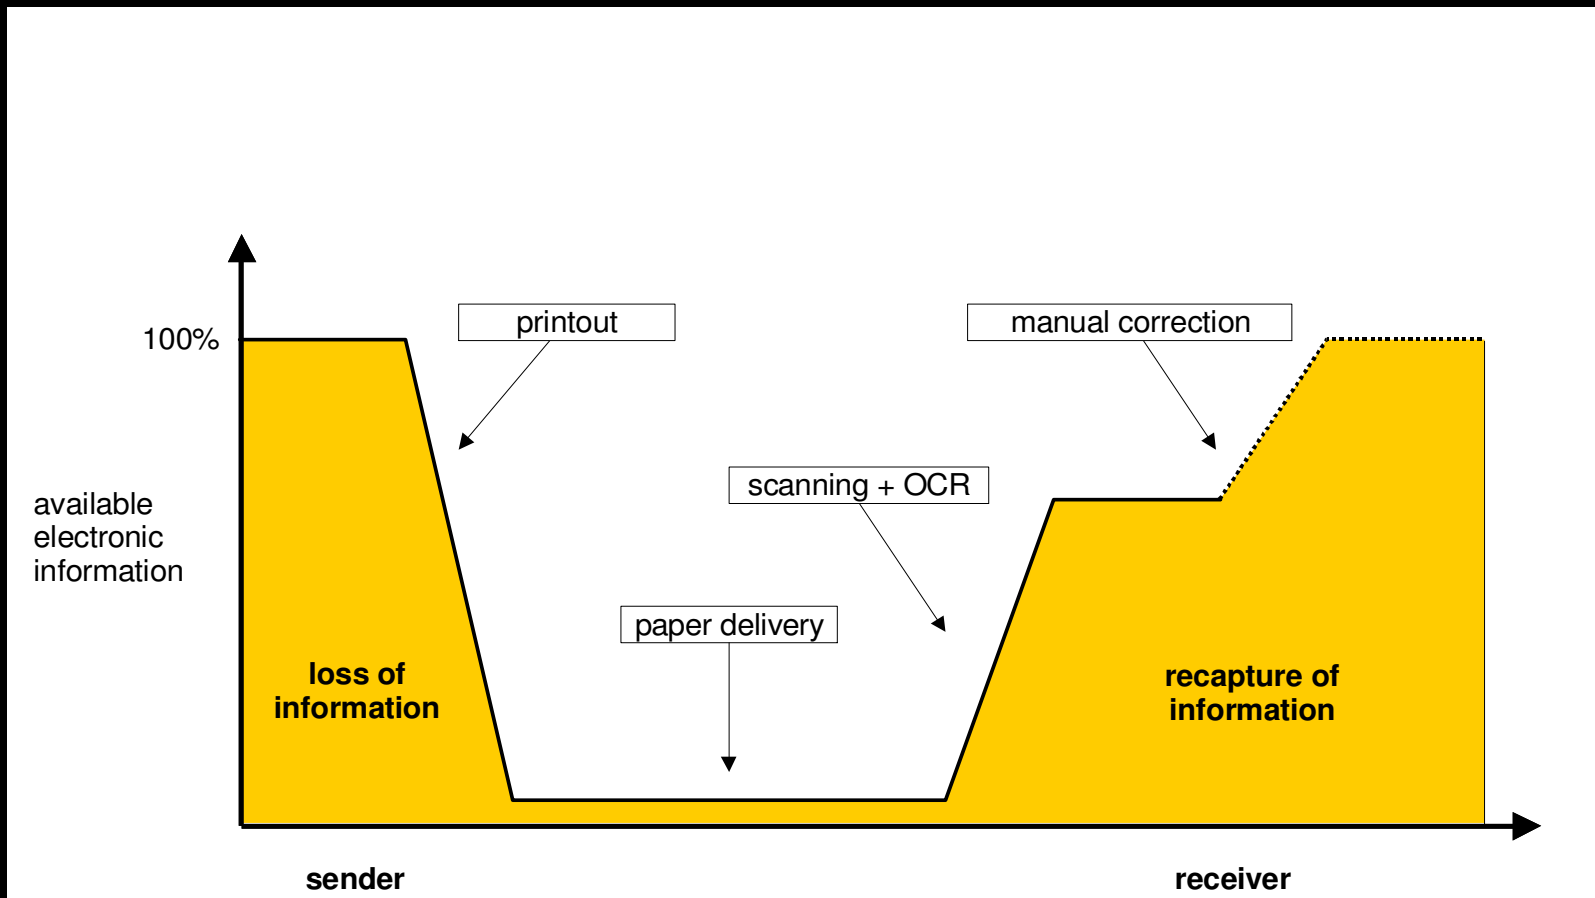 printout
manual correction
100%
scanning + OCR
available
electronic
information
paper delivery
loss of
information
recapture of
information
sender
receiver